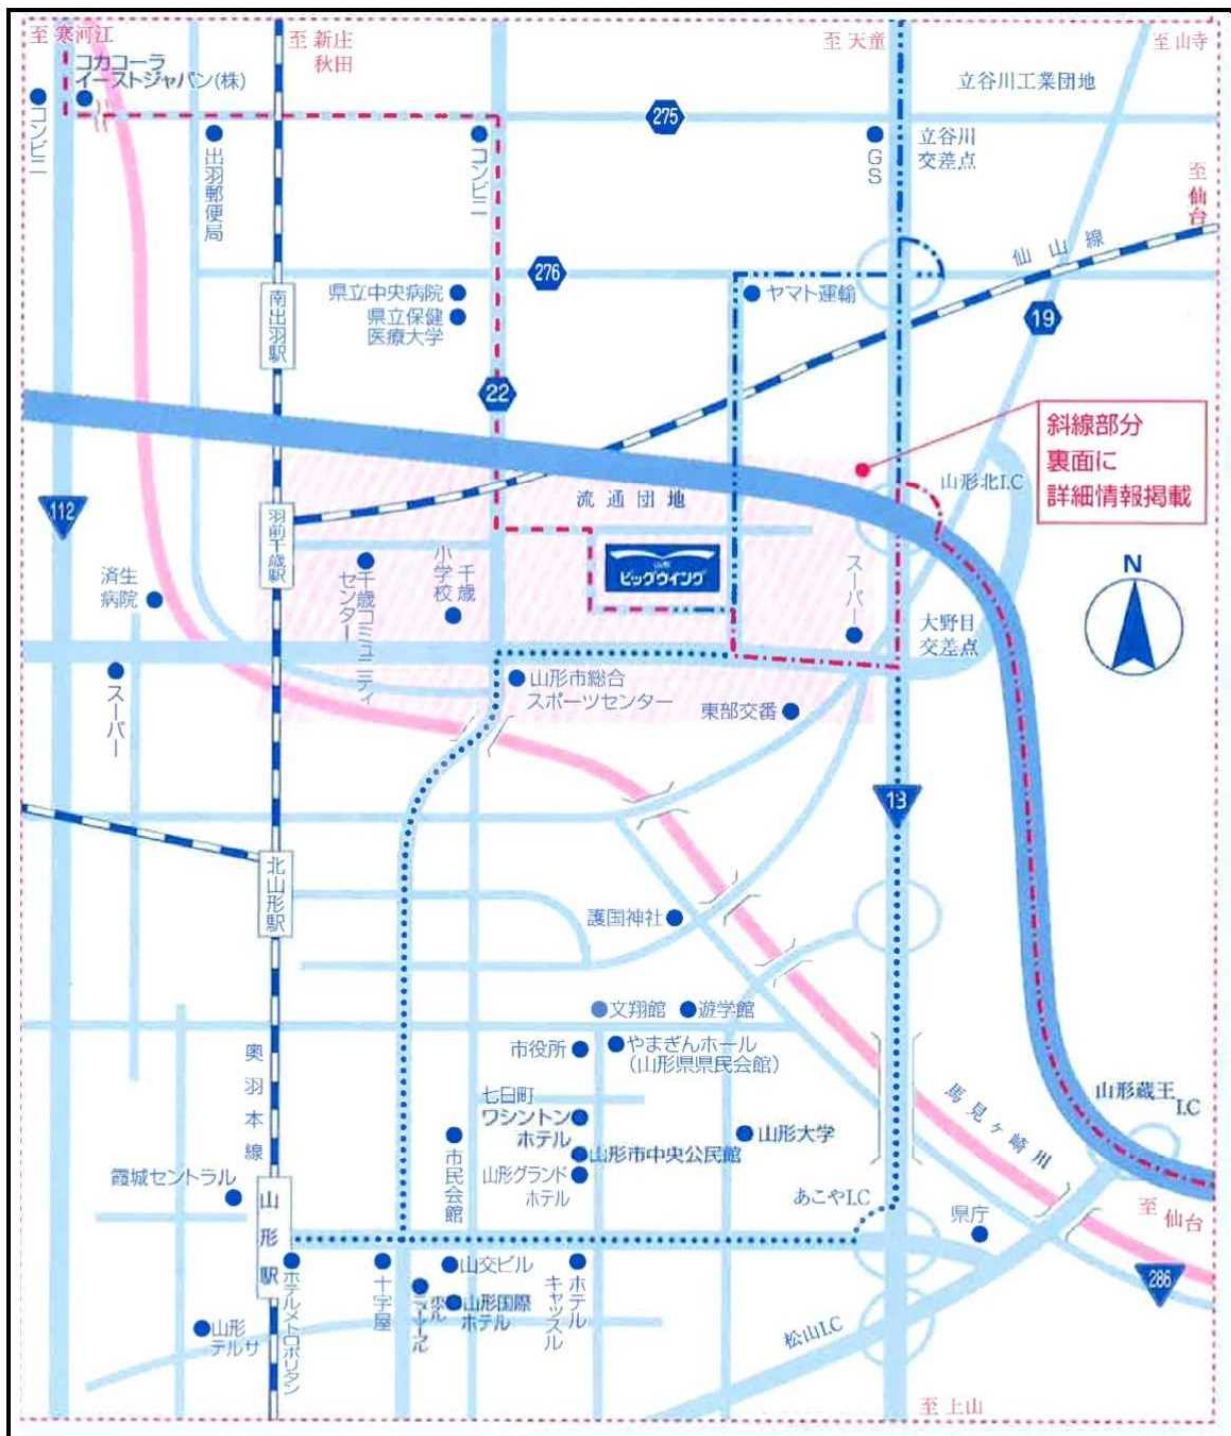 至 寒河江
コカコーラ
イーストジャパン(株)
至 新庄
秋田
至 天童
至 山寺
立谷川工業団地
コンビニ
出羽郵便局
コンビニ
275
GS
立谷川
交差点
至 仙台
仙山線
276
県立中央病院
県立保健
医療大学
ヤマト運輸
19
南出羽駅
22
斜線部分
裏面に
詳細情報掲載
山形北I.C
112
流通団地
羽前千歳駅
山形
ビッグウイング
千歳
小学校
千歳コミュニティ
センター
スーパー
済生
病院
大野目
交差点
N
スーパー
山形市総合
スポーツセンター
東部交番
13
北山形駅
護国神社
文翔館
遊学館
市役所
やまぎんホール
(山形県県民会館)
奥羽本線
七日町
ワシントン
ホテル
山形市中央公民館
山形グランド
ホテル
市民会館
山形大学
馬見ヶ崎川
山形蔵王
I.C
霞城セントラル
あこやI.C
県庁
至
仙台
山形駅
286
ホテルメトロポリタン
十字屋
山交ビル
山形国際
ホテル
ホテル
キャッスル
山形
テルサ
松山I.C
至 上山